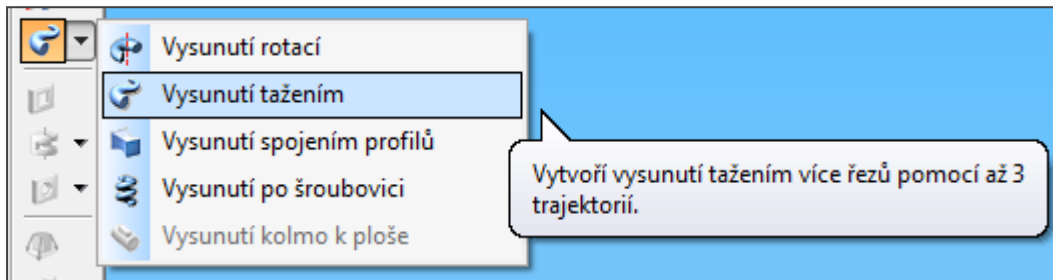 Vysunutí rotací
Vysunutí tažením
Vysunutí spojením profilů
Vysunutí po šroubovici
Vysunutí kolmo k ploše
Vytvoří vysunutí tažením více řezů pomocí až 3
trajektorií.